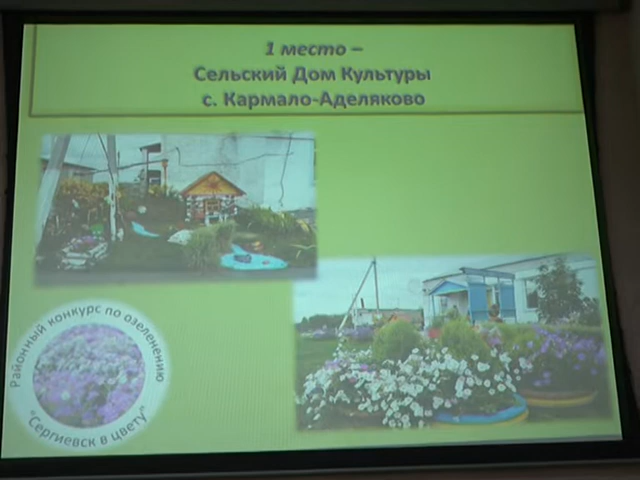 1 место –
Сельский Дом Культуры
с. Кармало-Аделяково
Районный конкурс по озеленению
"Сергиевск в цвету"